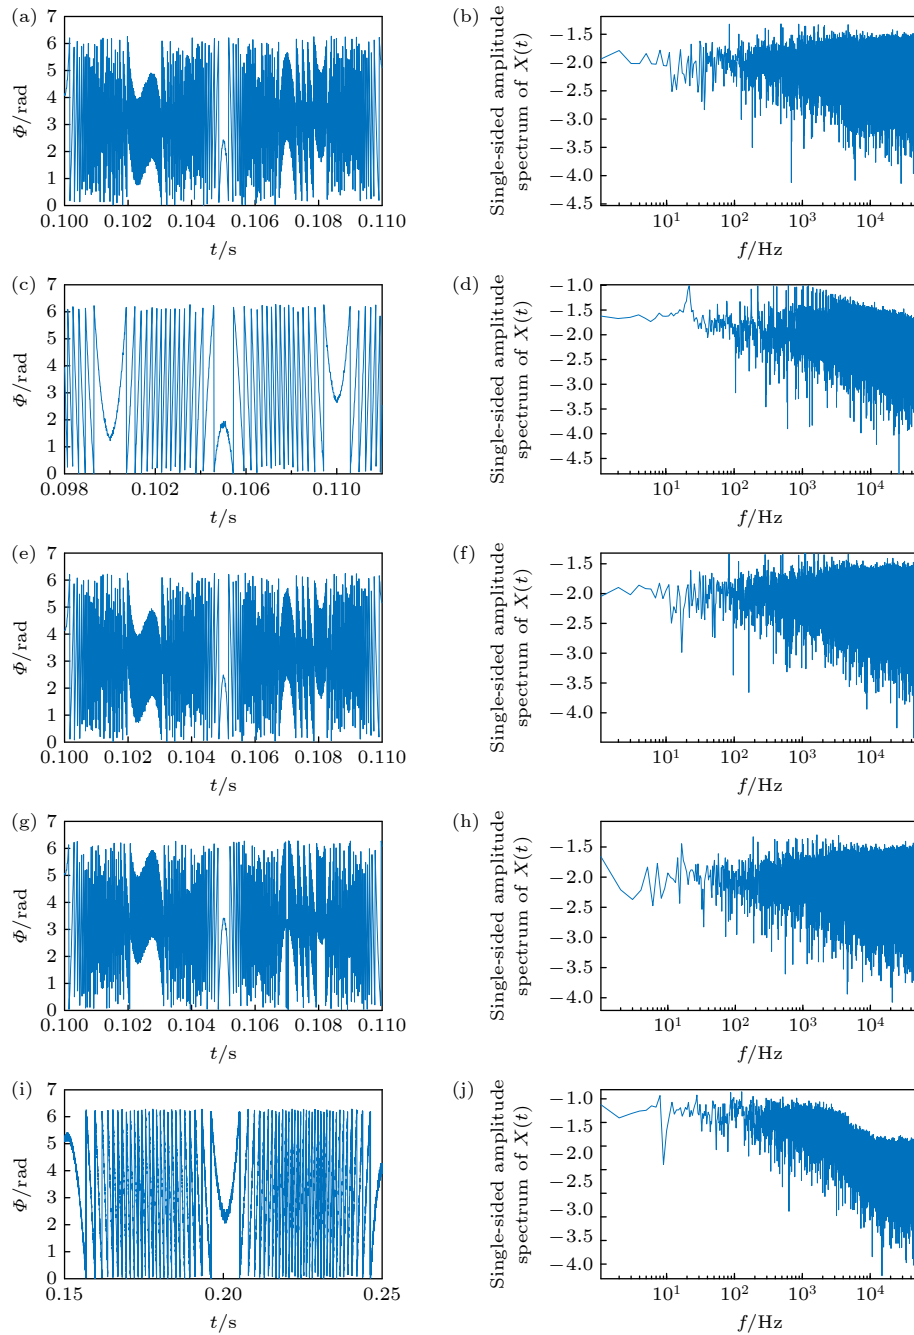 (a)
7
6
5
4
3
2
1
0
Φ/rad
0.100 0.102 0.104 0.106 0.108 0.110
t/s
(b)
Single-sided amplitude
spectrum of X(t)
−1.5
−2.0
−2.5
−3.0
−3.5
−4.0
−4.5
10¹ 10² 10³ 10⁴
f/Hz
(c)
7
6
5
4
3
2
1
0
Φ/rad
0.098 0.102 0.106 0.110
t/s
(d)
Single-sided amplitude
spectrum of X(t)
−1.0
−1.5
−2.0
−2.5
−3.0
−3.5
−4.0
−4.5
10¹ 10² 10³ 10⁴
f/Hz
(e)
7
6
5
4
3
2
1
0
Φ/rad
0.100 0.102 0.104 0.106 0.108 0.110
t/s
(f)
Single-sided amplitude
spectrum of X(t)
−1.5
−2.0
−2.5
−3.0
−3.5
−4.0
10¹ 10² 10³ 10⁴
f/Hz
(g)
7
6
5
4
3
2
1
0
Φ/rad
0.100 0.102 0.104 0.106 0.108 0.110
t/s
(h)
Single-sided amplitude
spectrum of X(t)
−1.5
−2.0
−2.5
−3.0
−3.5
−4.0
10¹ 10² 10³ 10⁴
f/Hz
(i)
7
6
5
4
3
2
1
0
Φ/rad
0.15 0.20 0.25
t/s
(j)
Single-sided amplitude
spectrum of X(t)
−1.0
−1.5
−2.0
−2.5
−3.0
−3.5
−4.0
10¹ 10² 10³ 10⁴
f/Hz